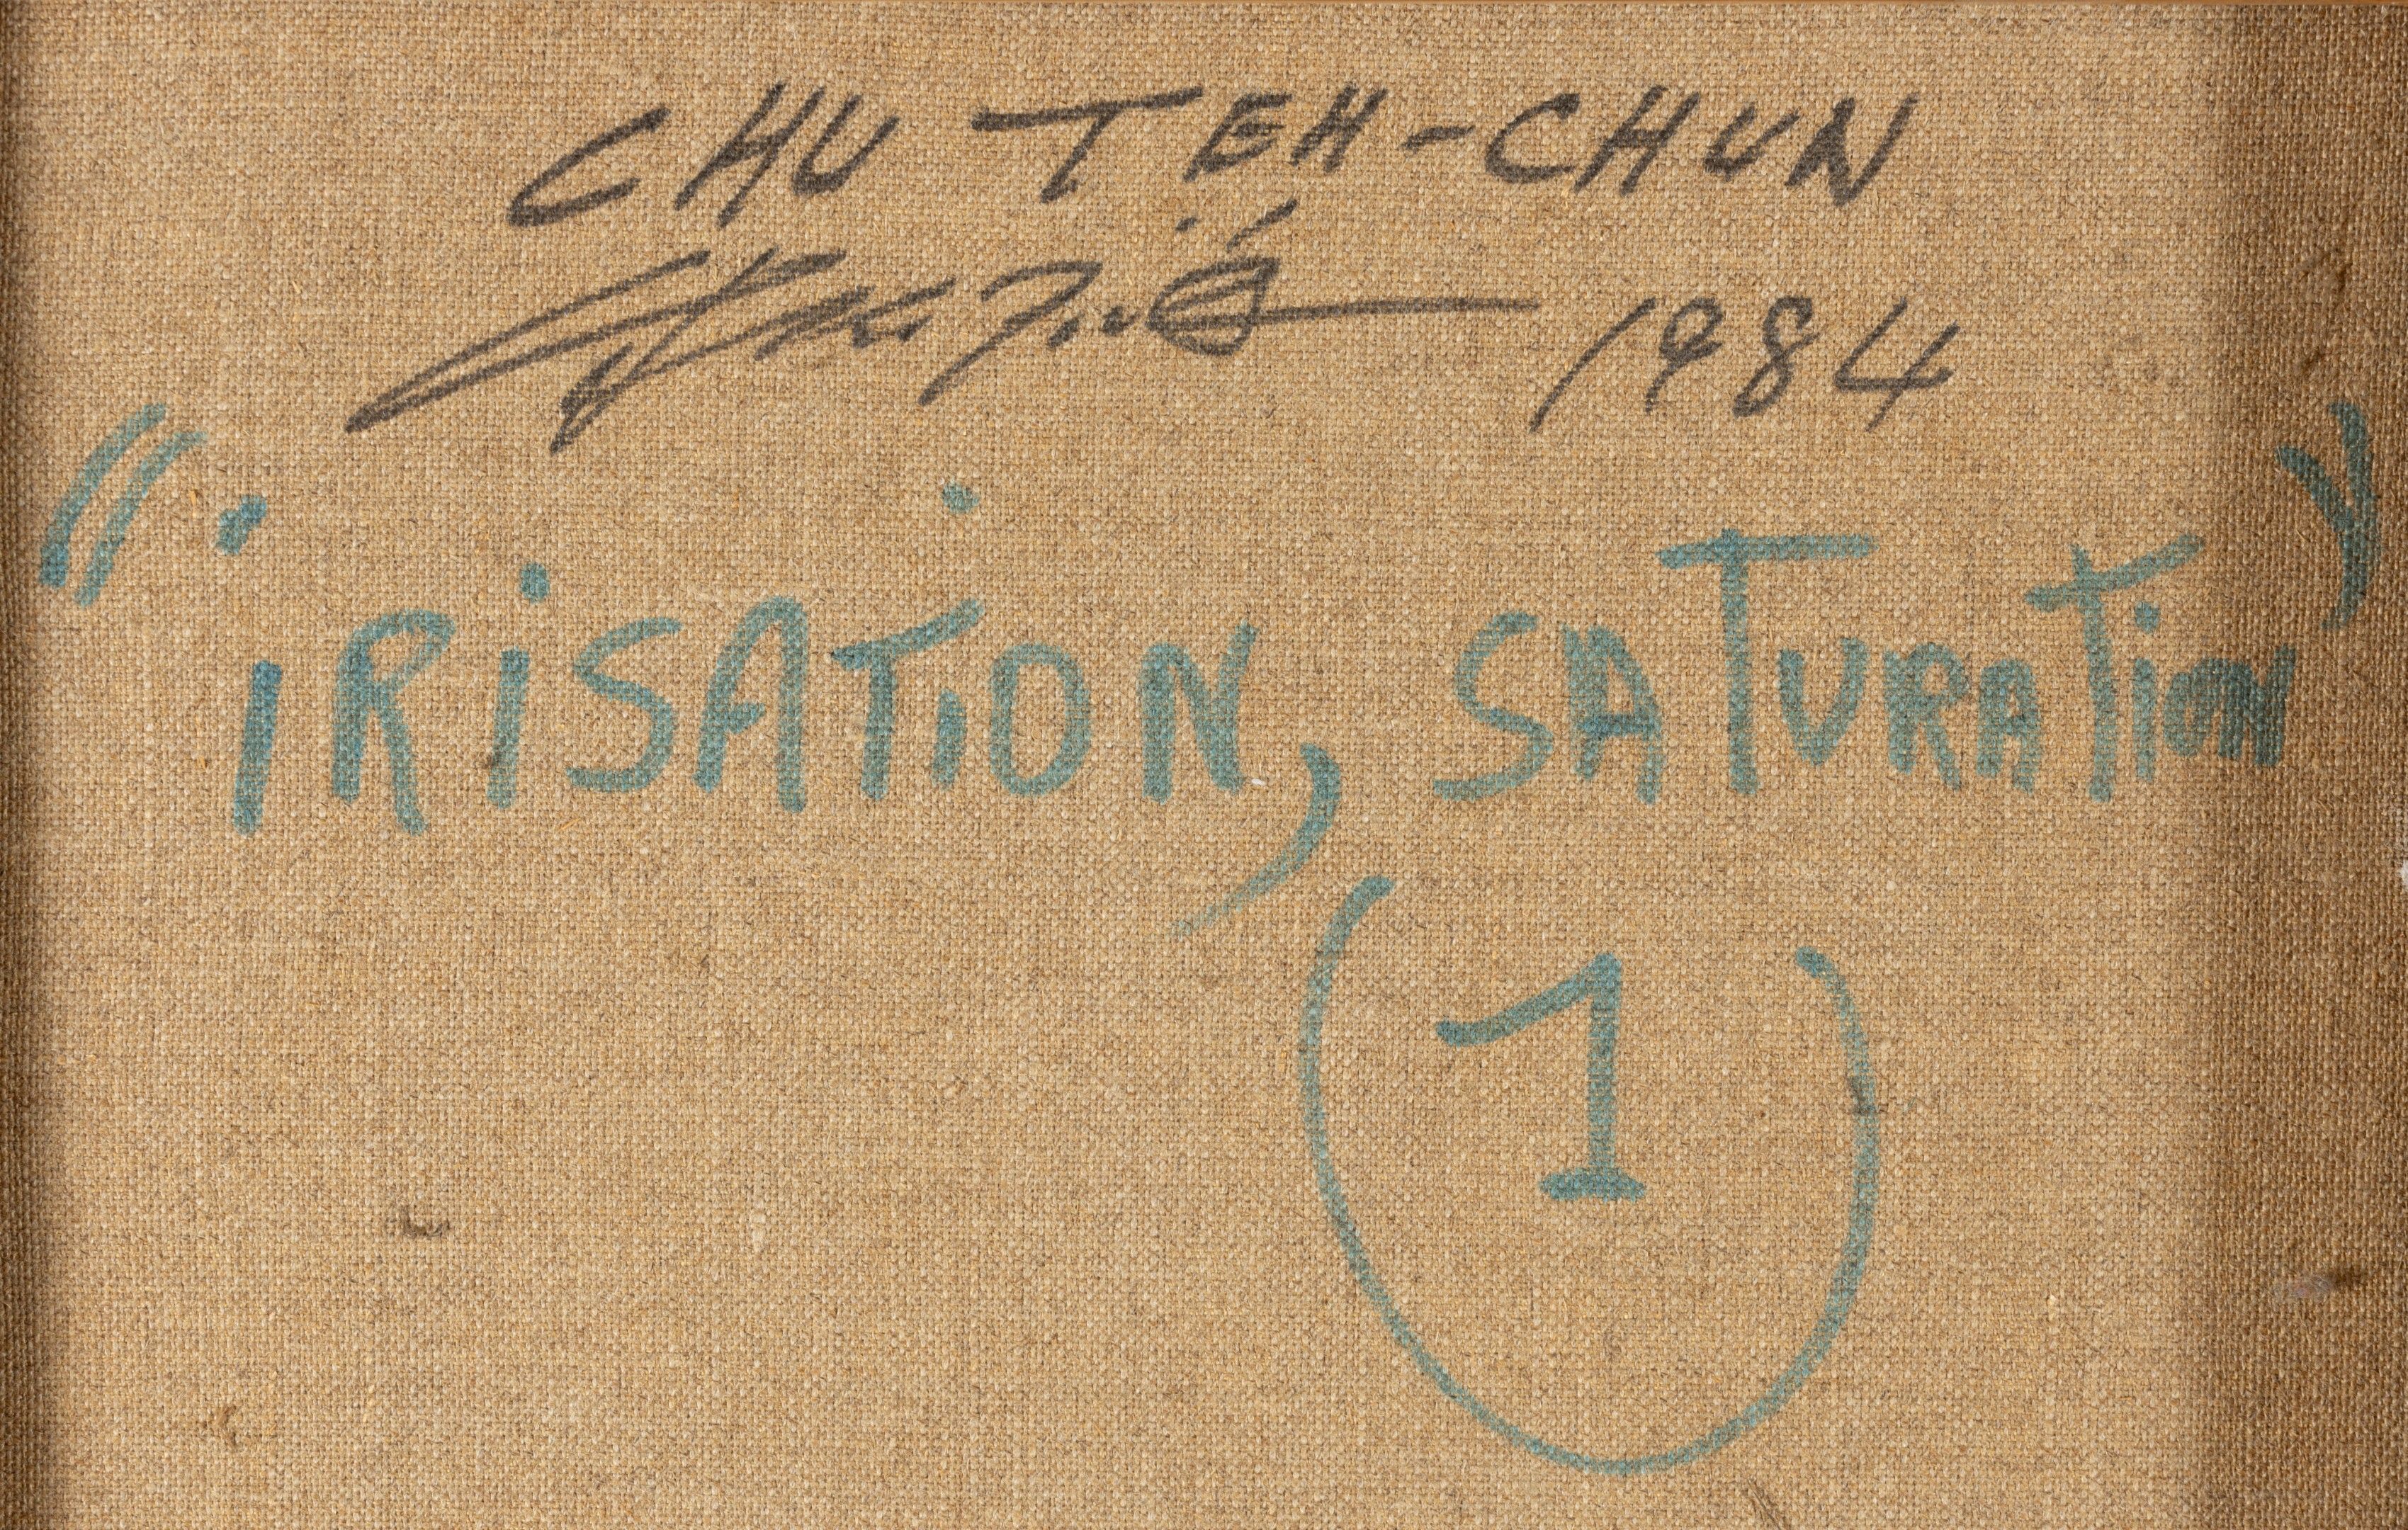 CHU TEH-CHUN
1984
"iRiSATiON, SATURATiON"
(1)